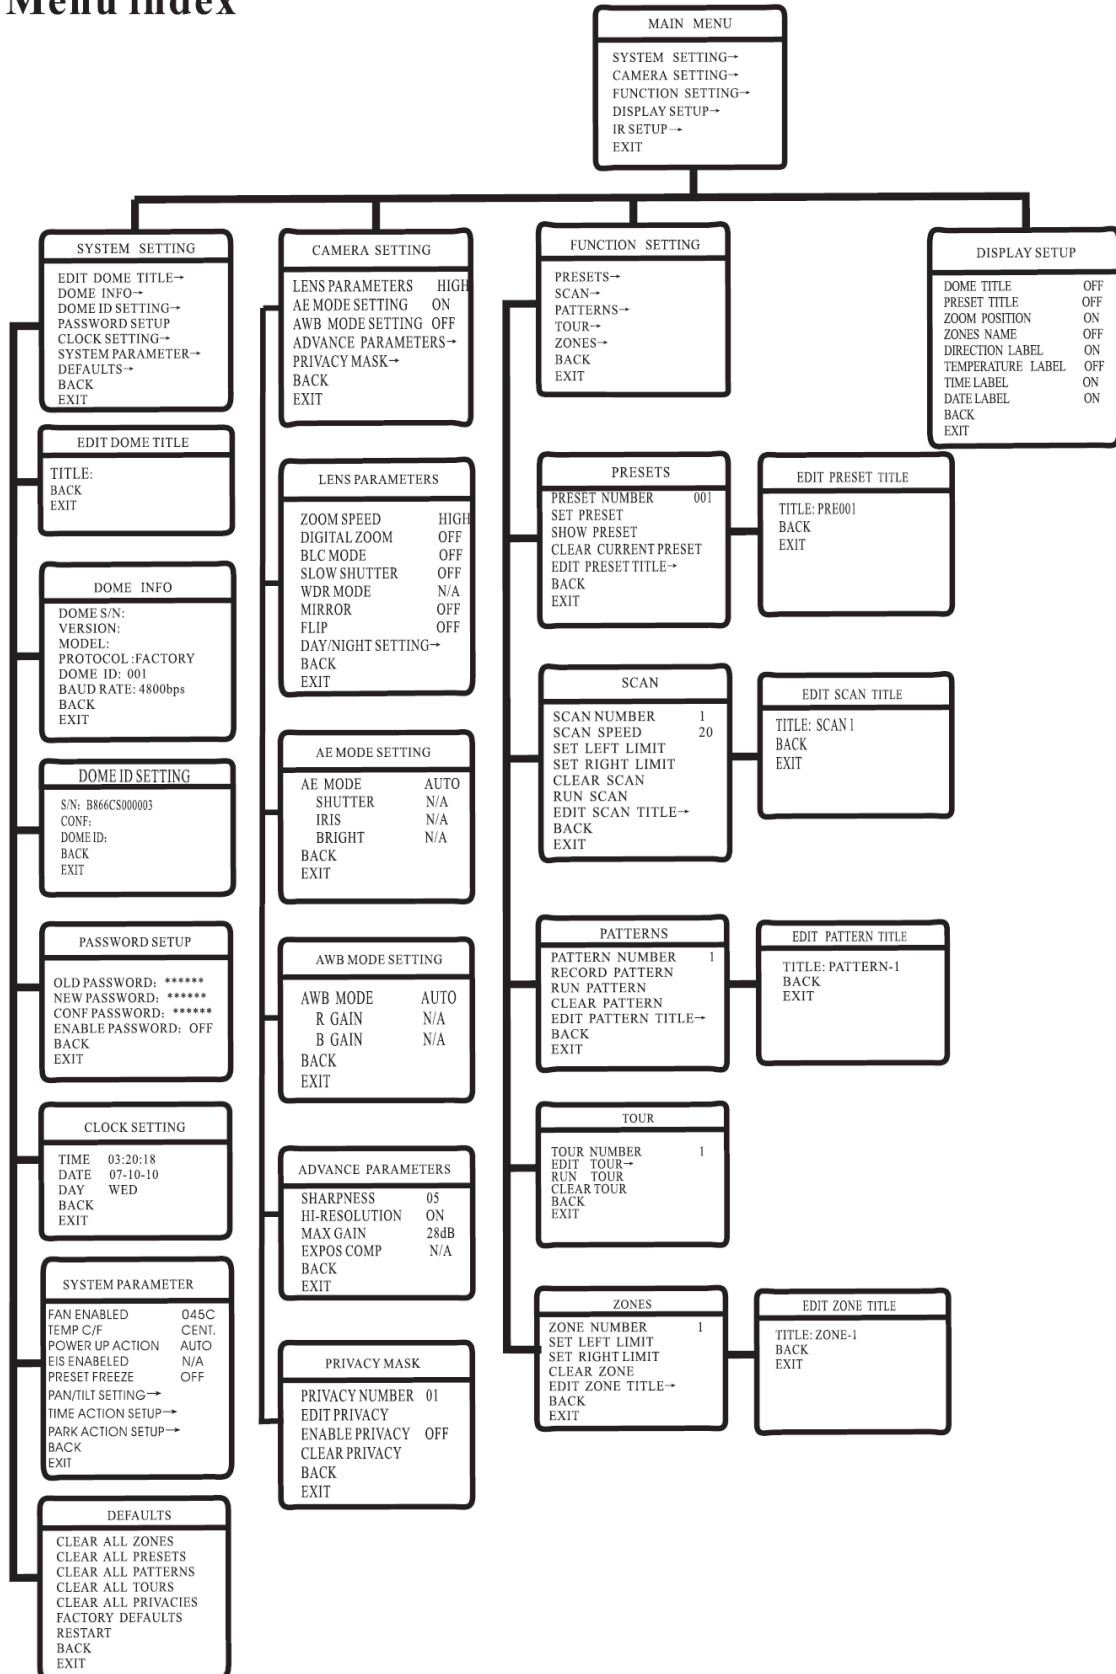 Menu index
MAIN MENU
SYSTEM SETTING→
CAMERA SETTING→
FUNCTION SETTING→
DISPLAY SETUP→
IR SETUP→
EXIT
SYSTEM SETTING
EDIT DOME TITLE→
DOME INFO→
DOME ID SETTING→
PASSWORD SETUP
CLOCK SETTING→
SYSTEM PARAMETER→
DEFAULTS→
BACK
EXIT
EDIT DOME TITLE
TITLE:
BACK
EXIT
DOME INFO
DOME S/N:
VERSION:
MODEL:
PROTOCOL :FACTORY
DOME ID: 001
BAUD RATE: 4800bps
BACK
EXIT
DOME ID SETTING
S/N: B866CS000003
CONF:
DOME ID:
BACK
EXIT
PASSWORD SETUP
OLD PASSWORD: ******
NEW PASSWORD: ******
CONF PASSWORD: ******
ENABLE PASSWORD: OFF
BACK
EXIT
CLOCK SETTING
TIME 03:20:18
DATE 07-10-10
DAY WED
BACK
EXIT
SYSTEM PARAMETER
FAN ENABLED 045C
TEMP C/F CENT.
POWER UP ACTION AUTO
EIS ENABELED N/A
PRESET FREEZE OFF
PAN/TILT SETTING→
TIME ACTION SETUP→
PARK ACTION SETUP→
BACK
EXIT
DEFAULTS
CLEAR ALL ZONES
CLEAR ALL PRESETS
CLEAR ALL PATTERNS
CLEAR ALL TOURS
CLEAR ALL PRIVACIES
FACTORY DEFAULTS
RESTART
BACK
EXIT
CAMERA SETTING
LENS PARAMETERS HIGH
AE MODE SETTING ON
AWB MODE SETTING OFF
ADVANCE PARAMETERS→
PRIVACY MASK→
BACK
EXIT
LENS PARAMETERS
ZOOM SPEED HIGH
DIGITAL ZOOM OFF
BLC MODE OFF
SLOW SHUTTER OFF
WDR MODE N/A
MIRROR OFF
FLIP OFF
DAY/NIGHT SETTING→
BACK
EXIT
AE MODE SETTING
AE MODE AUTO
SHUTTER N/A
IRIS N/A
BRIGHT N/A
BACK
EXIT
AWB MODE SETTING
AWB MODE AUTO
R GAIN N/A
B GAIN N/A
BACK
EXIT
ADVANCE PARAMETERS
SHARPNESS 05
HI-RESOLUTION ON
MAX GAIN 28dB
EXPOS COMP N/A
BACK
EXIT
PRIVACY MASK
PRIVACY NUMBER 01
EDIT PRIVACY
ENABLE PRIVACY OFF
CLEAR PRIVACY
BACK
EXIT
FUNCTION SETTING
PRESETS→
SCAN→
PATTERNS→
TOUR→
ZONES→
BACK
EXIT
PRESETS
PRESET NUMBER 001
SET PRESET
SHOW PRESET
CLEAR CURRENT PRESET
EDIT PRESET TITLE→
BACK
EXIT
EDIT PRESET TITLE
TITLE: PRE001
BACK
EXIT
SCAN
SCAN NUMBER 1
SCAN SPEED 20
SET LEFT LIMIT
SET RIGHT LIMIT
CLEAR SCAN
RUN SCAN
EDIT SCAN TITLE→
BACK
EXIT
EDIT SCAN TITLE
TITLE: SCAN 1
BACK
EXIT
PATTERNS
PATTERN NUMBER 1
RECORD PATTERN
RUN PATTERN
CLEAR PATTERN
EDIT PATTERN TITLE→
BACK
EXIT
EDIT PATTERN TITLE
TITLE: PATTERN-1
BACK
EXIT
TOUR
TOUR NUMBER 1
EDIT TOUR→
RUN TOUR
CLEAR TOUR
BACK
EXIT
ZONES
ZONE NUMBER 1
SET LEFT LIMIT
SET RIGHT LIMIT
CLEAR ZONE
EDIT ZONE TITLE→
BACK
EXIT
EDIT ZONE TITLE
TITLE: ZONE-1
BACK
EXIT
DISPLAY SETUP
DOME TITLE OFF
PRESET TITLE OFF
ZOOM POSITION ON
ZONES NAME OFF
DIRECTION LABEL ON
TEMPERATURE LABEL OFF
TIME LABEL ON
DATE LABEL ON
BACK
EXIT